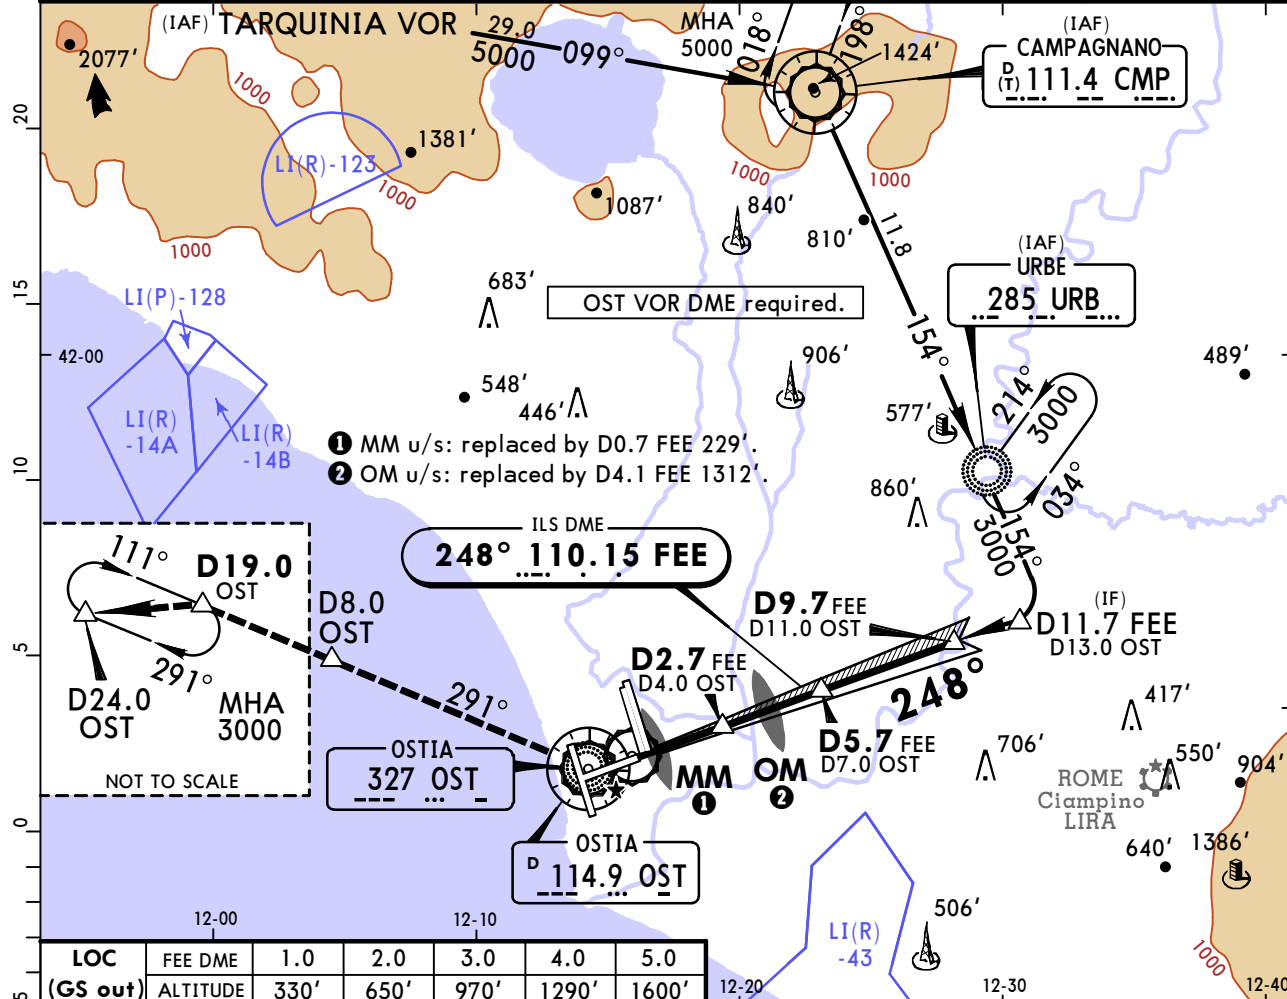 (IAF) TARQUINIA VOR
29.0
5000
099°
MHA
5000
018°
198°
1424'
(IAF)
CAMPAGNANO
D
(T) 111.4 CMP
2077'
1000
20
1381'
LI(R)-123
1000
1000
1087'
840'
1000
1000
810'
11.8
(IAF)
URBE
285 URB
15
LI(P)-128
683'
OST VOR DME required.
154°
42-00
906'
489'
548'
446'
577'
214°
3000
LI(R)
-14A
LI(R)
-14B
1 MM u/s: replaced by D0.7 FEE 229'.
2 OM u/s: replaced by D4.1 FEE 1312'.
10
860'
034°
154°
3000
ILS DME
248° 110.15 FEE
111°
D19.0
OST
D8.0
OST
D9.7 FEE
D11.0 OST
(IF)
D11.7 FEE
D13.0 OST
5
D2.7 FEE
D4.0 OST
248°
291°
D24.0
OST
MHA
3000
291°
417'
D5.7 FEE
D7.0 OST
706'
550'
904'
OSTIA
327 OST
MM
1
OM
2
NOT TO SCALE
ROME
Ciampino
LIRA
0
OSTIA
D 114.9 OST
640'
1386'
12-00
12-10
506'
LI(R)
-43
1000
LOC FEE DME 1.0 2.0 3.0 4.0 5.0
(GS out) ALTITUDE 330' 650' 970' 1290' 1600'
12-20
12-30
12-40
5